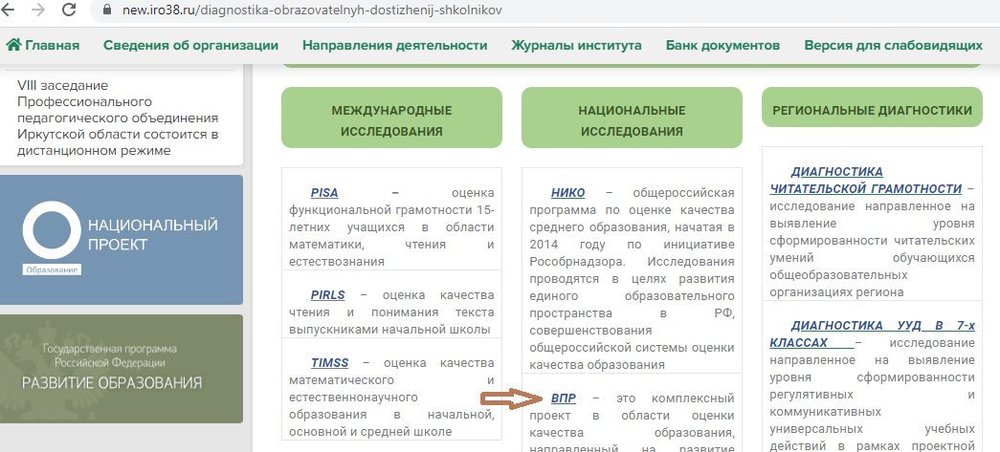 new.iro38.ru/diagnostika-obrazovatelnyh-dostizhenij-shkolnikov
Главная Сведения об организации Направления деятельности Журналы института Банк документов Версия для слабовидящих
VIII заседание
Профессионального
педагогического объединения
Иркутской области состоится в
дистанционном режиме
НАЦИОНАЛЬНЫЙ
ПРОЕКТ
Образование
Государственная программа
Российской Федерации
РАЗВИТИЕ ОБРАЗОВАНИЯ
МЕЖДУНАРОДНЫЕ
ИССЛЕДОВАНИЯ
PISA – оценка
функциональной грамотности 15-
летних учащихся в области
математики, чтения и
естествознания
PIRLS – оценка качества
чтения и понимания текста
выпускниками начальной школы
TIMSS – оценка качества
математического и
естественнонаучного
образования в начальной,
основной и средней школе
НАЦИОНАЛЬНЫЕ
ИССЛЕДОВАНИЯ
НИКО – общероссийская
программа по оценке качества
среднего образования, начатая в
2014 году по инициативе
Рособрнадзора. Исследования
проводятся в целях развития
единого образовательного
пространства в РФ,
совершенствования
общероссийской системы оценки
качества образования
ВПР – это комплексный
проект в области оценки
качества образования,
направленный на развитие
РЕГИОНАЛЬНЫЕ ДИАГНОСТИКИ
ДИАГНОСТИКА
ЧИТАТЕЛЬСКОЙ ГРАМОТНОСТИ –
исследование направленное на
выявление уровня
сформированности читательских
умений обучающихся
общеобразовательных
организациях региона
ДИАГНОСТИКА УУД В 7-х
КЛАССАХ – исследование
направленное на выявление
уровня сформированности
регулятивных и
коммуникативных
универсальных учебных
действий в рамках проектной